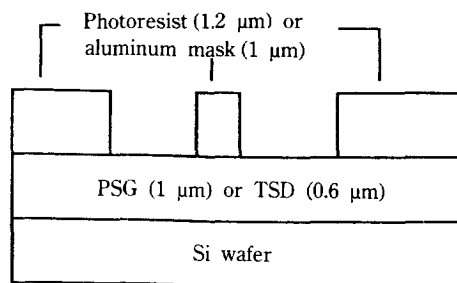 Photoresist (1.2 μm) or
aluminum mask (1 μm)
PSG (1 μm) or TSD (0.6 μm)
Si wafer